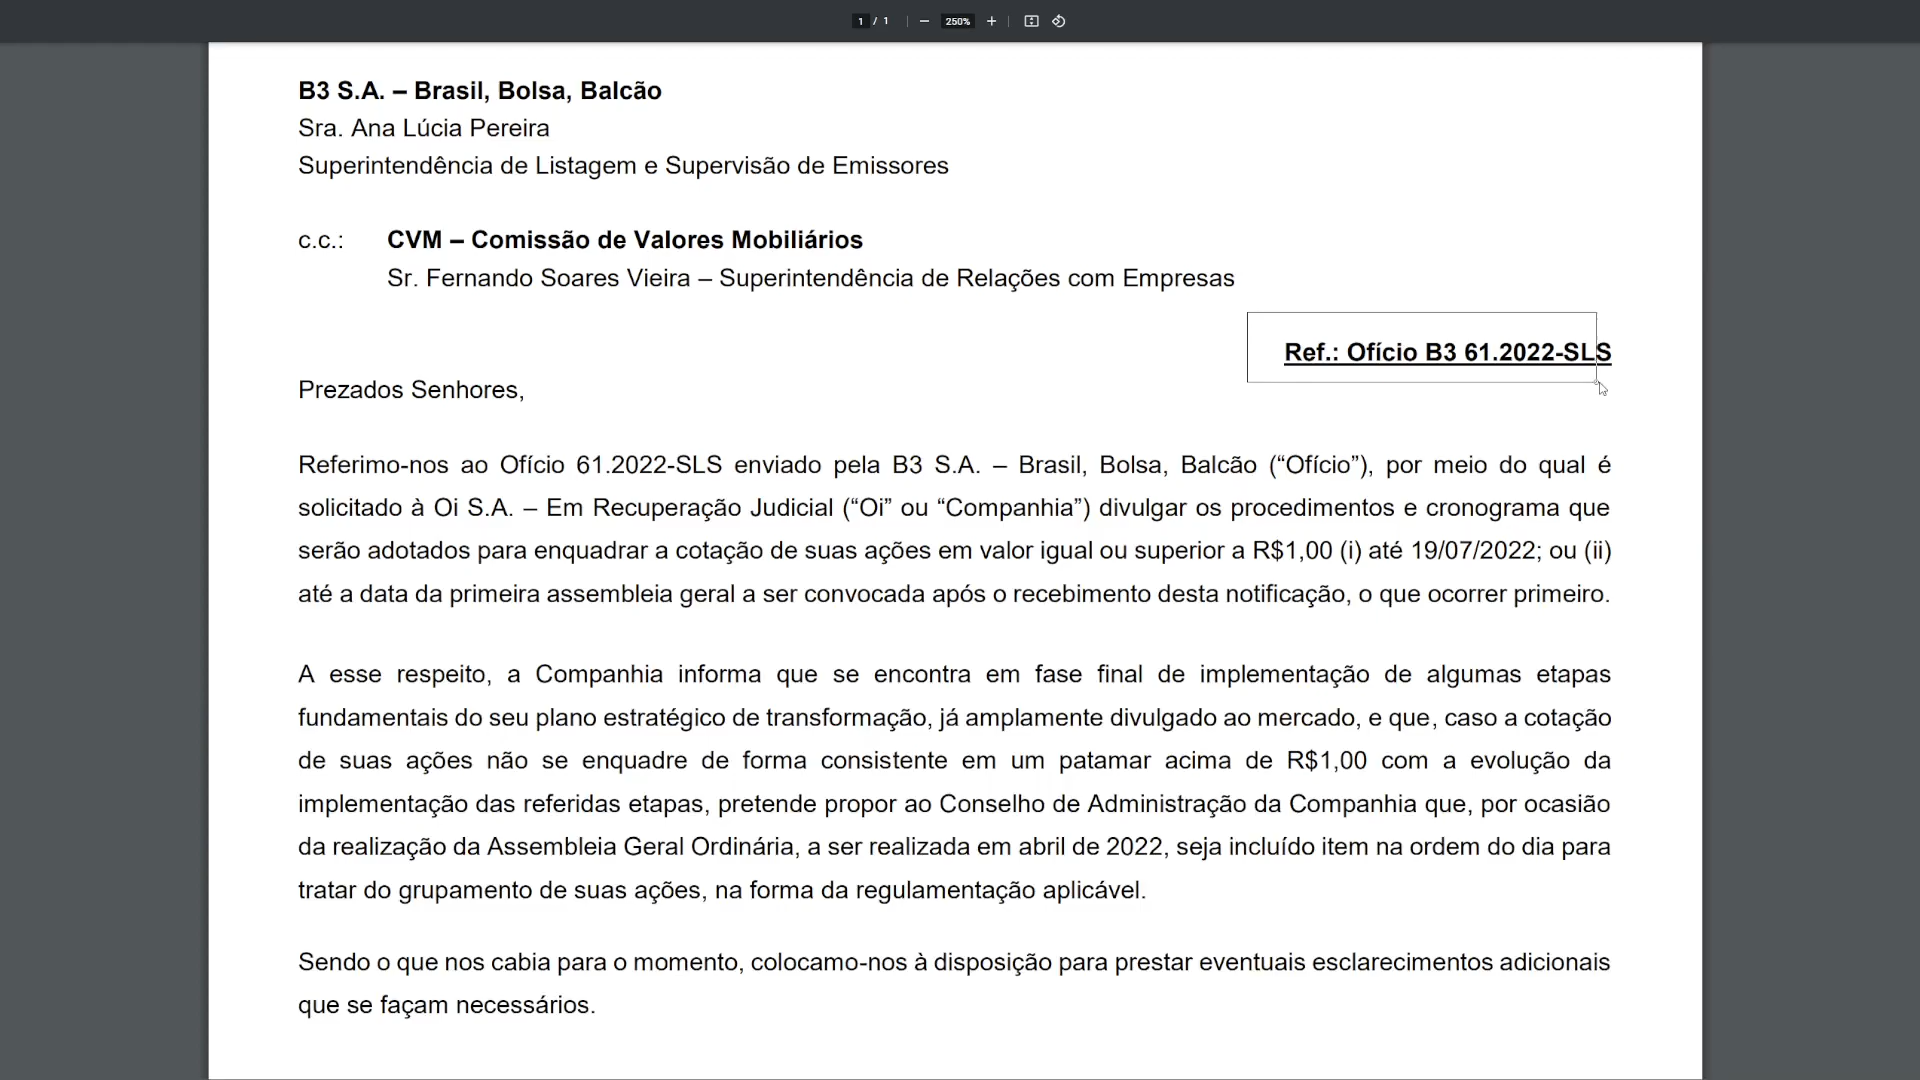 1 / 1 250%
B3 S.A. – Brasil, Bolsa, Balcão
Sra. Ana Lúcia Pereira
Superintendência de Listagem e Supervisão de Emissores
c.c.: CVM – Comissão de Valores Mobiliários
Sr. Fernando Soares Vieira – Superintendência de Relações com Empresas
Ref.: Ofício B3 61.2022-SLS
Prezados Senhores,
Referimo-nos ao Ofício 61.2022-SLS enviado pela B3 S.A. – Brasil, Bolsa, Balcão (“Ofício”), por meio do qual é
solicitado à Oi S.A. – Em Recuperação Judicial (“Oi” ou “Companhia”) divulgar os procedimentos e cronograma que
serão adotados para enquadrar a cotação de suas ações em valor igual ou superior a R$1,00 (i) até 19/07/2022; ou (ii)
até a data da primeira assembleia geral a ser convocada após o recebimento desta notificação, o que ocorrer primeiro.
A esse respeito, a Companhia informa que se encontra em fase final de implementação de algumas etapas
fundamentais do seu plano estratégico de transformação, já amplamente divulgado ao mercado, e que, caso a cotação
de suas ações não se enquadre de forma consistente em um patamar acima de R$1,00 com a evolução da
implementação das referidas etapas, pretende propor ao Conselho de Administração da Companhia que, por ocasião
da realização da Assembleia Geral Ordinária, a ser realizada em abril de 2022, seja incluído item na ordem do dia para
tratar do grupamento de suas ações, na forma da regulamentação aplicável.
Sendo o que nos cabia para o momento, colocamo-nos à disposição para prestar eventuais esclarecimentos adicionais
que se façam necessários.